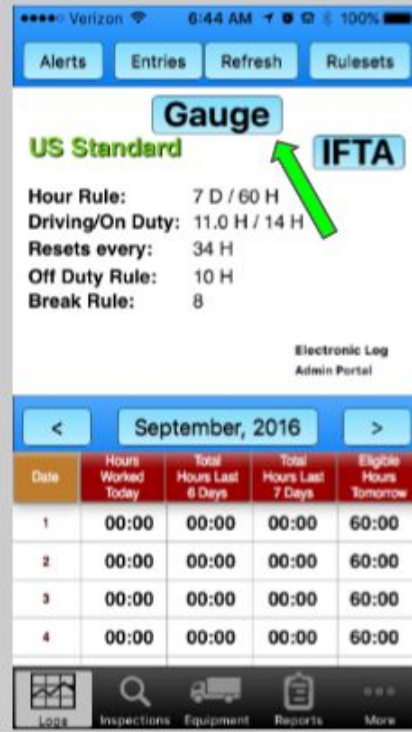 Verizon 6:44 AM 100%
Alerts Entries Refresh Rulesets
Gauge
US Standard IFTA
Hour Rule: 7 D / 60 H
Driving/On Duty: 11.0 H / 14 H
Resets every: 34 H
Off Duty Rule: 10 H
Break Rule: 8
Electronic Log
Admin Portal
< September, 2016 >
Date Hours Worked Today Total Hours Last 6 Days Total Hours Last 7 Days Eligible Hours Tomorrow
1 00:00 00:00 00:00 60:00
2 00:00 00:00 00:00 60:00
3 00:00 00:00 00:00 60:00
4 00:00 00:00 00:00 60:00
Logs Inspections Equipment Reports More